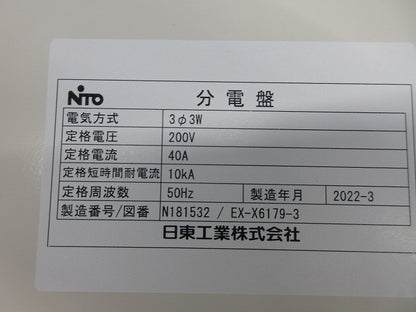 NITO 分電盤
電気方式 3φ3W
定格電圧 200V
定格電流 40A
定格短時間耐電流 10kA
定格周波数 50Hz 製造年月 2022-3
製造番号/図番 N181532 / EX-X6179-3
日東工業株式会社